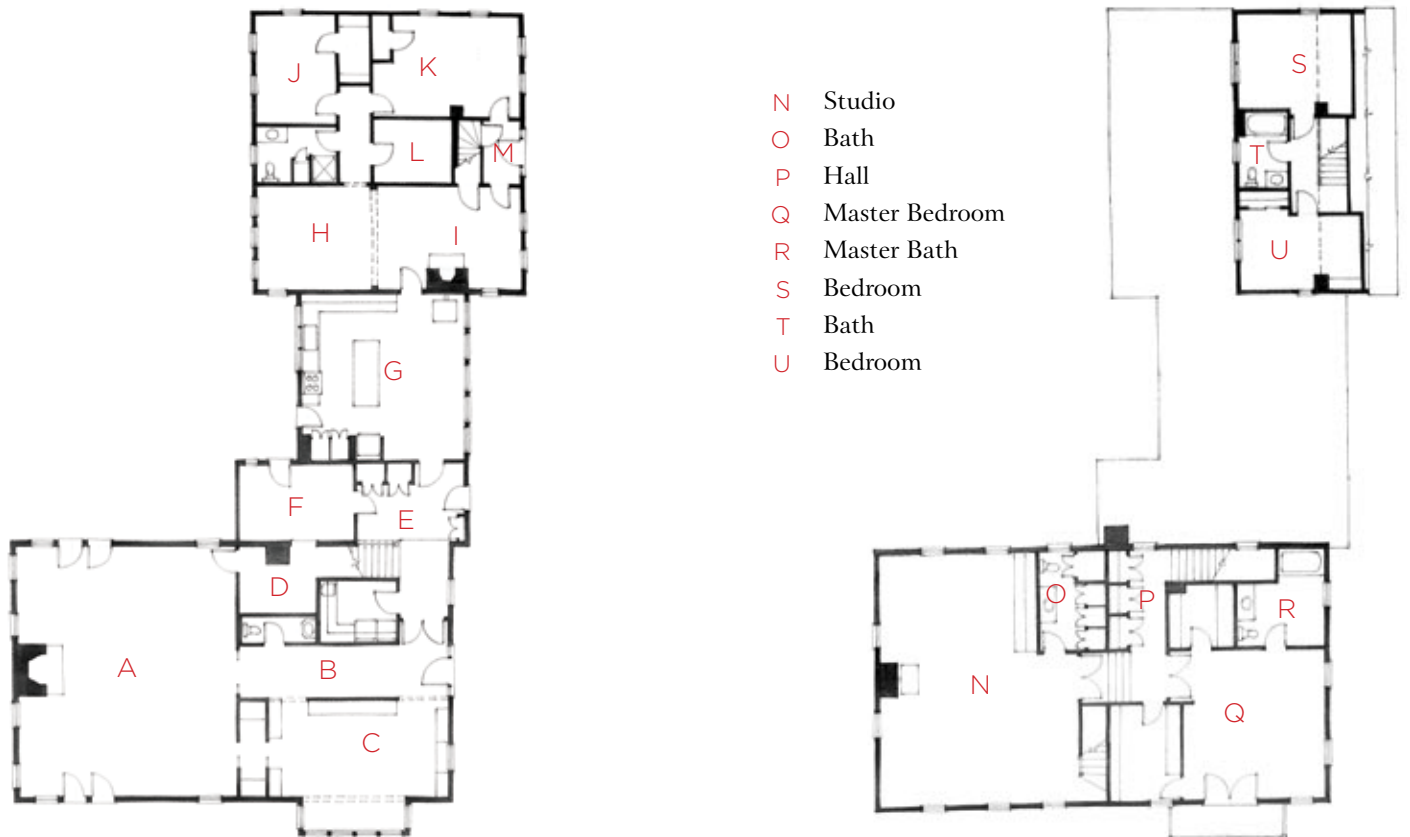 J
K
L
M
H
I
G
F
E
D
A
B
C
N Studio
O Bath
P Hall
Q Master Bedroom
R Master Bath
S Bedroom
T Bath
U Bedroom
S
T
U
O
P
R
N
Q